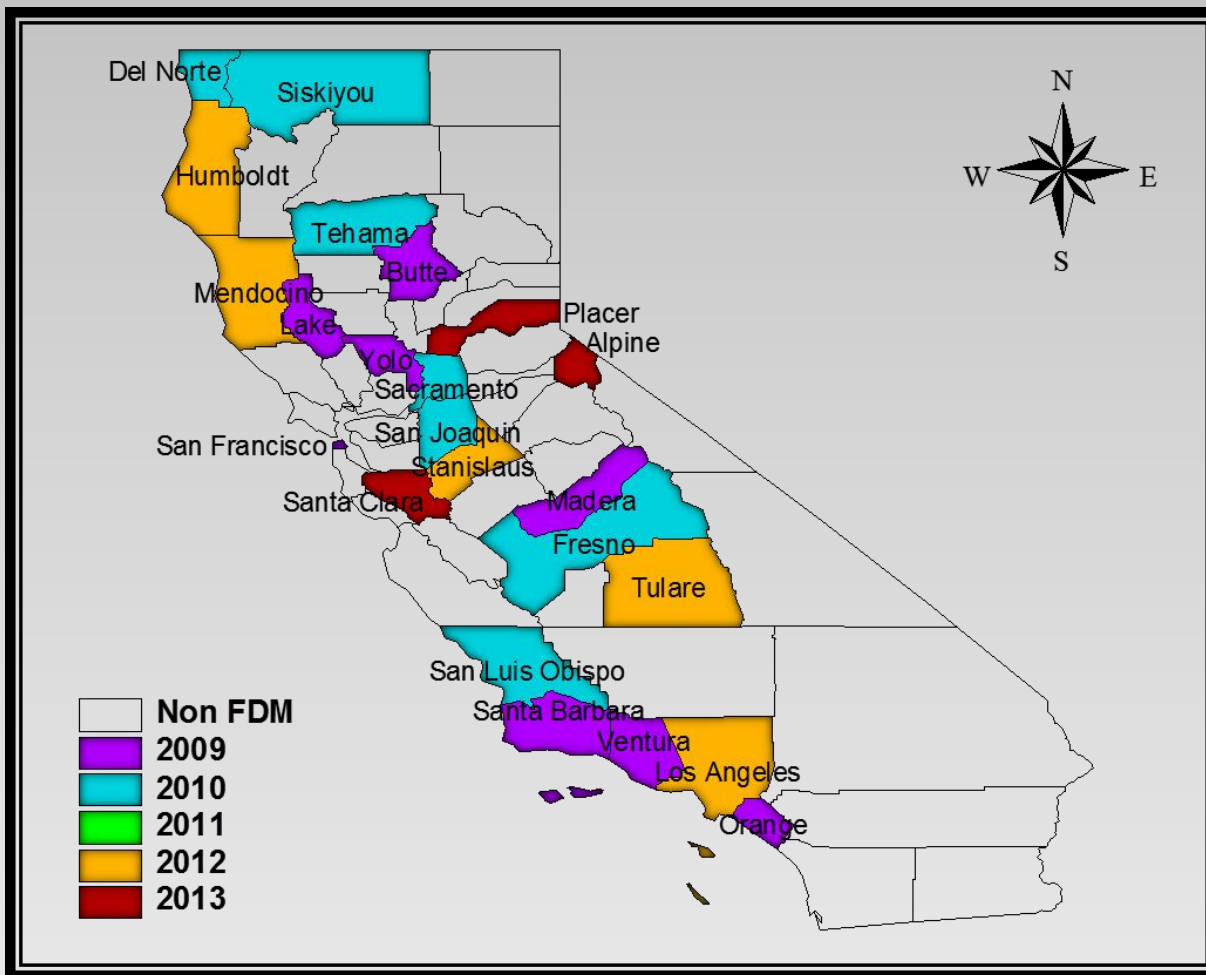 Del Norte
Siskiyou
N
W
E
S
Humboldt
Tehama
Butte
Mendocino
Lake
Placer
Alpine
Yolo
Sacramento
San Joaquin
San Francisco
Stanislaus
Santa Clara
Madera
Fresno
Tulare
San Luis Obispo
Santa Barbara
Ventura
Los Angeles
Orange
Non FDM
2009
2010
2011
2012
2013